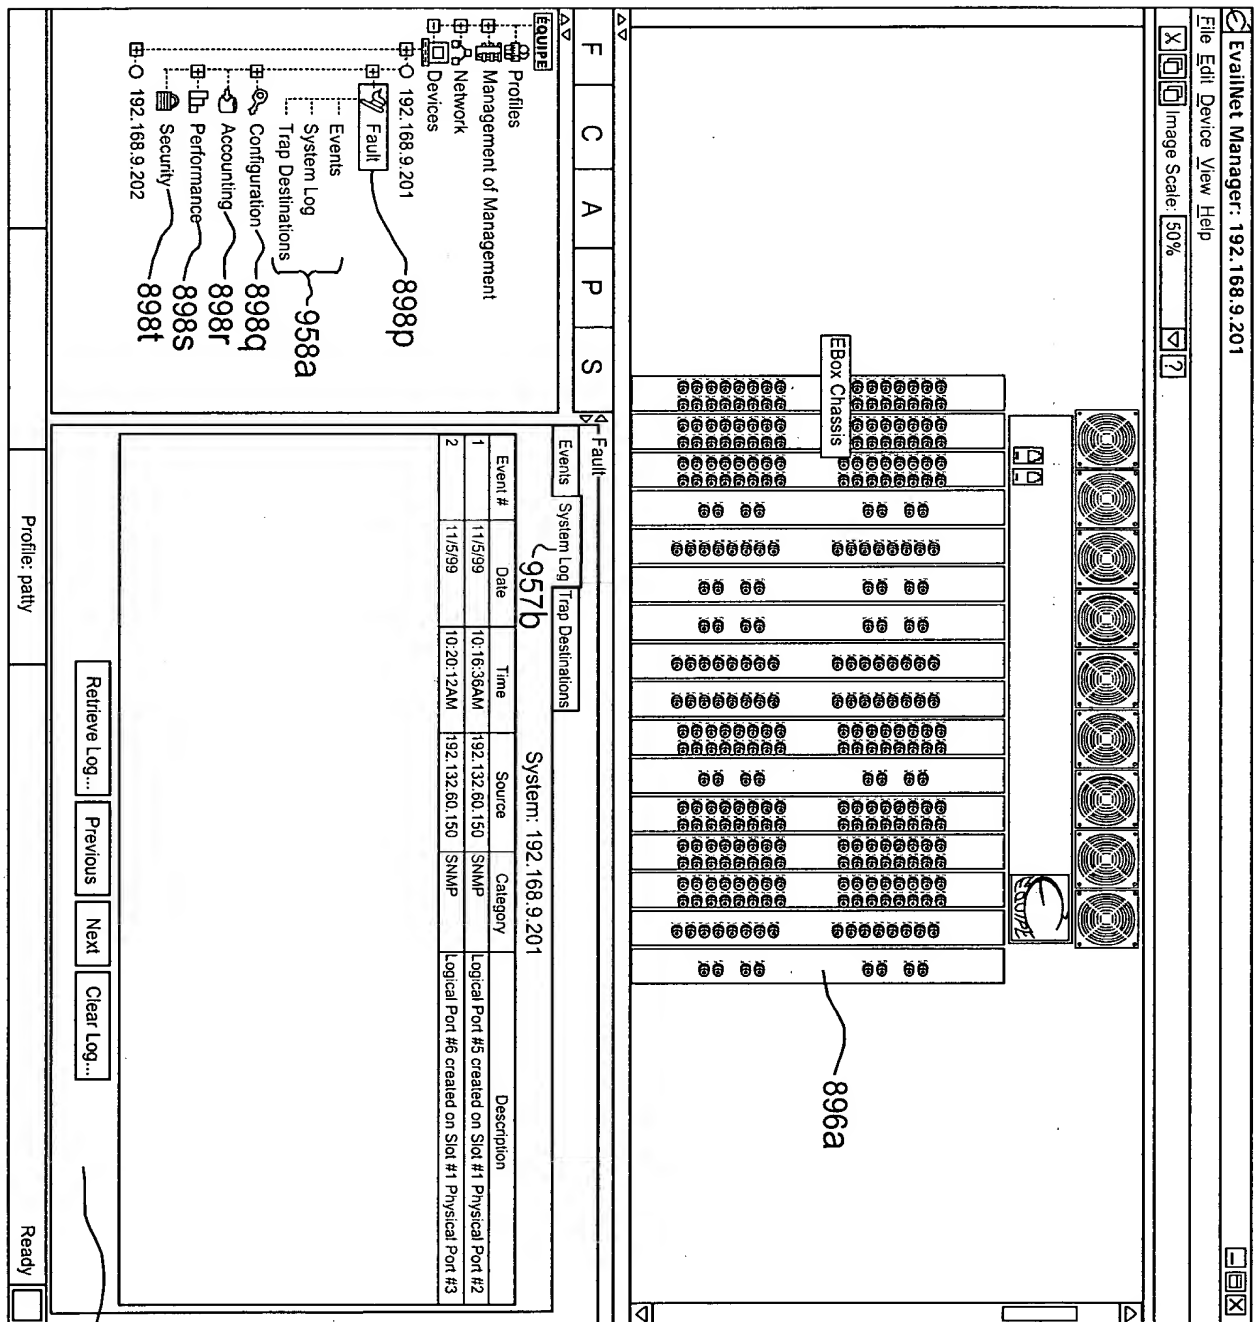 EvailNet Manager: 192.168.9.201
File Edit Device View Help
X Image Scale: 50% ?
EQUIPE
EBox Chassis
896a
F C A P S
ÉQUIPE
Profiles
Management of Management
Network
Devices
192.168.9.201
Fault
898p
Events
System Log
Trap Destinations
958a
Configuration
898q
Accounting
898r
Performance
898s
Security
898t
192.168.9.202
Fault
Events System Log Trap Destinations
957b
System: 192.168.9.201
Event # Date Time Source Category Description
1 11/5/99 10:16:36AM 192.132.60.150 SNMP Logical Port #5 created on Slot #1 Physical Port #2
2 11/5/99 10:20:12AM 192.132.60.150 SNMP Logical Port #6 created on Slot #1 Physical Port #3
Retrieve Log... Previous Next Clear Log...
Profile: patty Ready